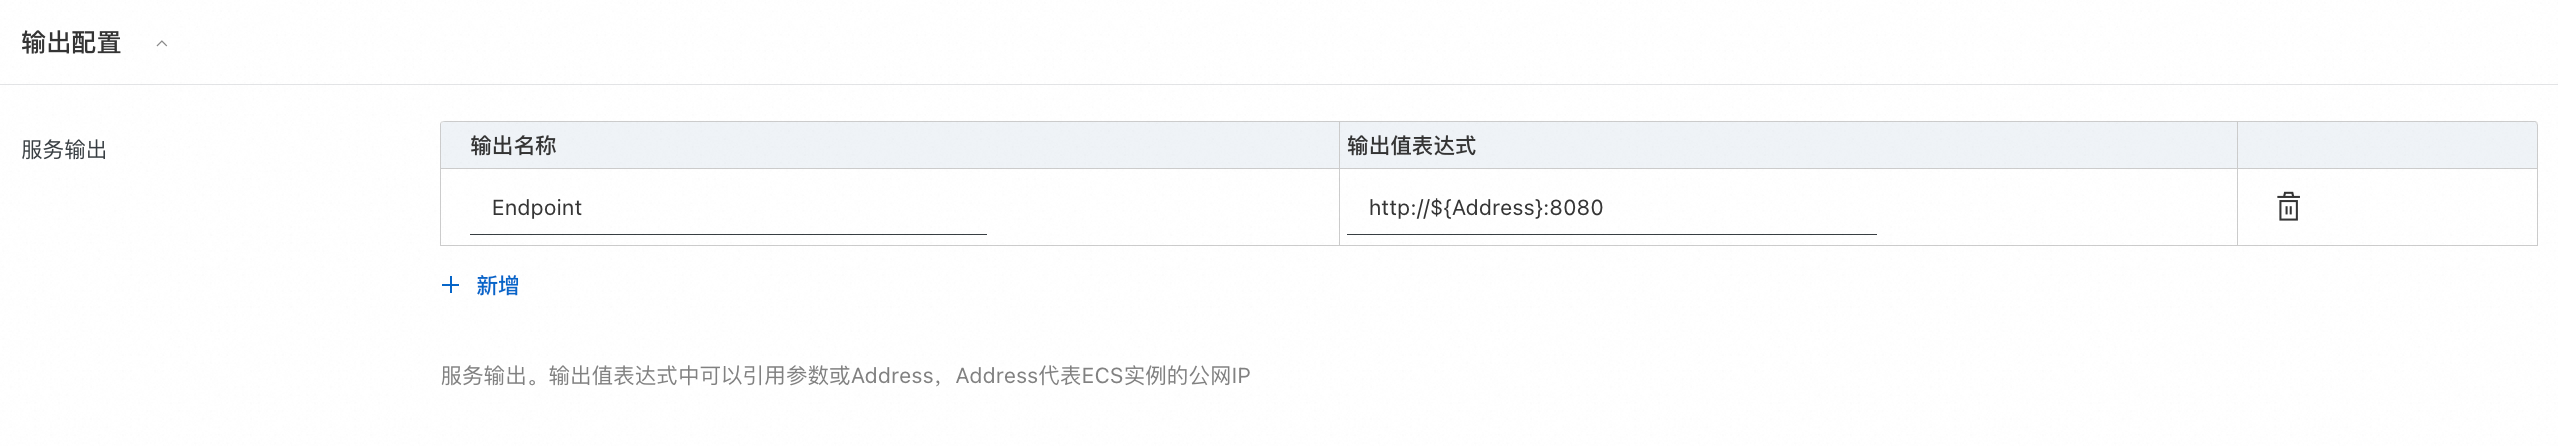 输出配置
服务输出
输出名称 输出值表达式
Endpoint http://${Address}:8080
+ 新增
服务输出。输出值表达式中可以引用参数或Address，Address代表ECS实例的公网IP